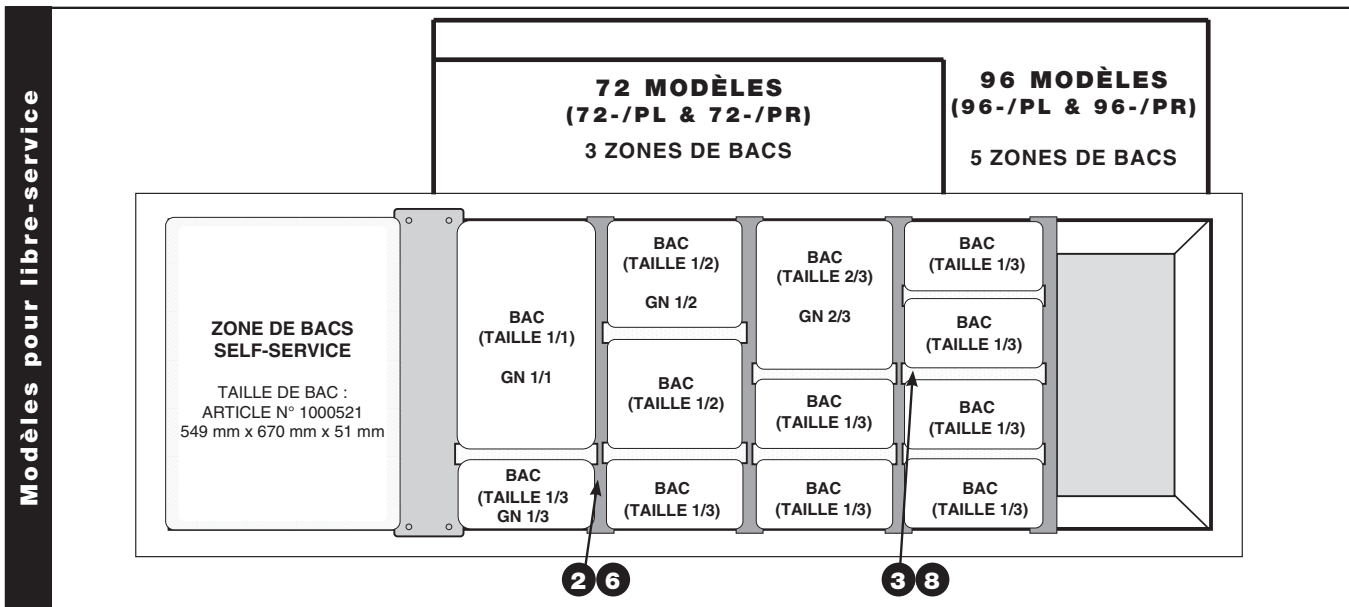 Modèles pour libre-service
72 MODÈLES
(72-/PL & 72-/PR)
3 ZONES DE BACS
96 MODÈLES
(96-/PL & 96-/PR)
5 ZONES DE BACS
ZONE DE BACS
SELF-SERVICE
TAILLE DE BAC :
ARTICLE N° 1000521
549 mm x 670 mm x 51 mm
BAC
(TAILLE 1/1)
GN 1/1
BAC
(TAILLE 1/3
GN 1/3
BAC
(TAILLE 1/2)
GN 1/2
BAC
(TAILLE 1/2)
BAC
(TAILLE 1/3)
BAC
(TAILLE 2/3)
GN 2/3
BAC
(TAILLE 1/3)
BAC
(TAILLE 1/3)
BAC
(TAILLE 1/3)
BAC
(TAILLE 1/3)
BAC
(TAILLE 1/3)
BAC
(TAILLE 1/3)
2 6
3 8